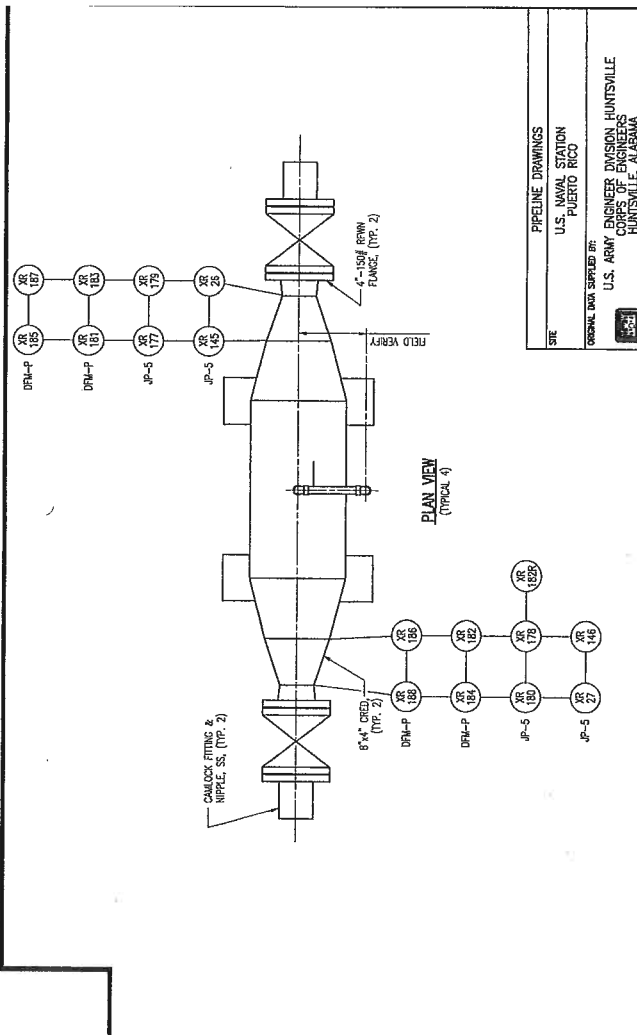 DFM-P
XR 185
XR 187
DFM-P
XR 181
XR 183
JP-5
XR 177
XR 179
JP-5
XR 145
XR 26
CAMLOCK FITTING &
NIPPLE, SS, (TYP. 2)
4"-150# RFWN
FLANGE, (TYP. 2)
FIELD VERIFY
8"x4" CRED,
(TYP. 2)
PLAN VIEW
(TYPICAL 4)
XR 188
XR 186
DFM-P
XR 184
XR 182
DFM-P
XR 180
XR 178
XR 182R
JP-5
XR 27
XR 146
JP-5
PIPELINE DRAWINGS
SITE
U.S. NAVAL STATION
PUERTO RICO
ORIGINAL DATA SUPPLIED BY:
U.S. ARMY ENGINEER DIVISION HUNTSVILLE
CORPS OF ENGINEERS
HUNTSVILLE, ALABAMA